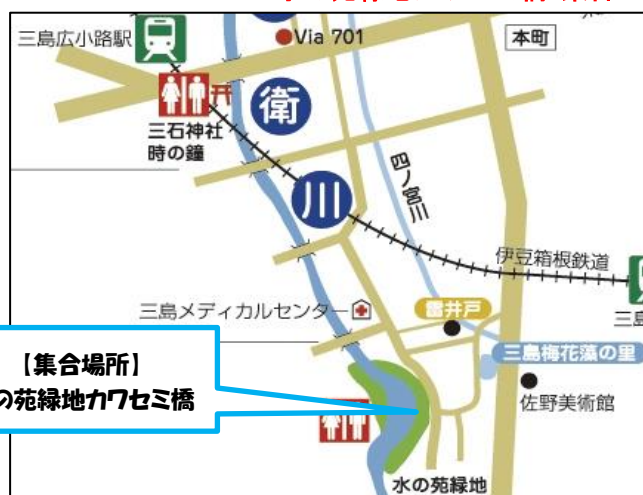 三島広小路駅
Via 701
本町
三石神社
時の鐘
衛
川
四ノ宮川
伊豆箱根鉄道
三島メディカルセンター
雷井戸
三島
三島梅花藻の里
佐野美術館
【集合場所】
の苑緑地カワセミ橋
水の苑緑地